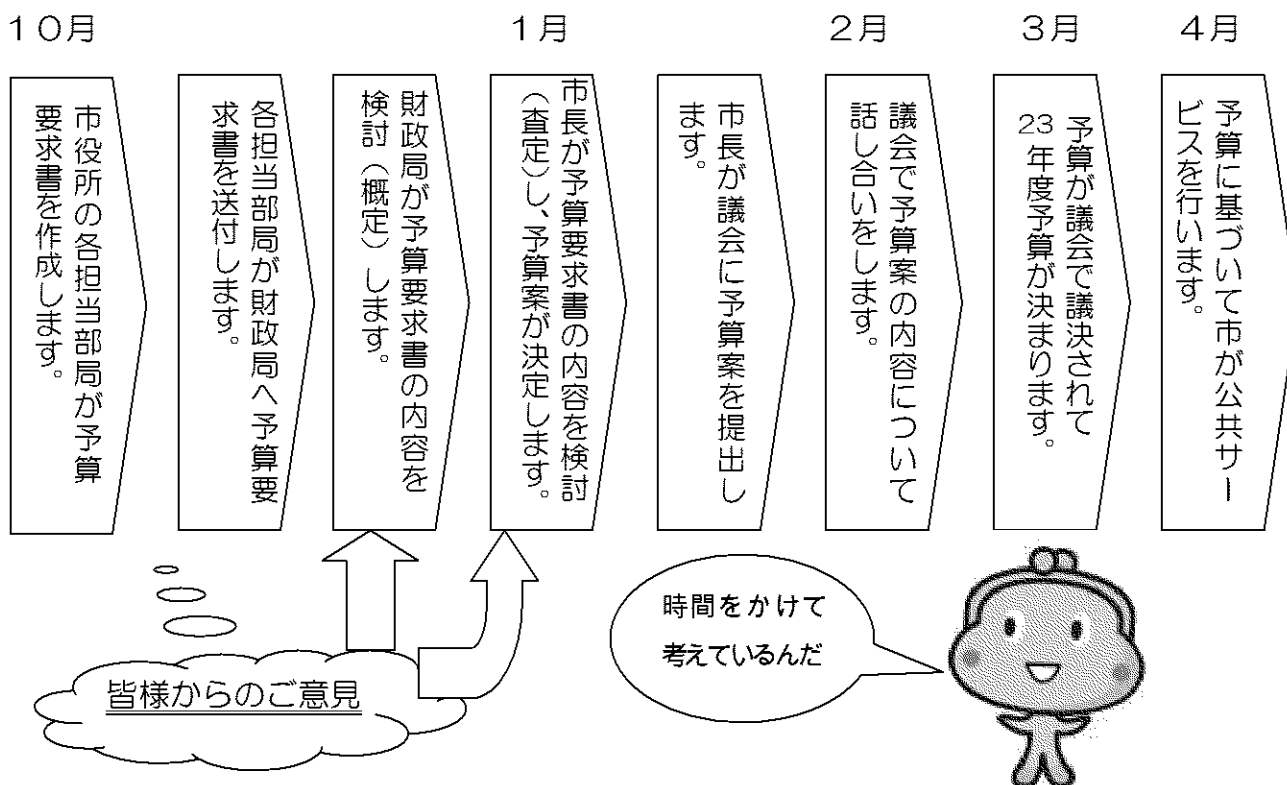 10月
1月
2月
3月
4月
市役所の各担当部局が予算
要求書を作成します。
各担当部局が財政局へ予算要
求書を送付します。
財政局が予算要求書の内容を
検討（概定）します。
市長が予算要求書の内容を検討
（査定）し、予算案が決定します。
市長が議会に予算案を提出し
ます。
議会で予算案の内容について
話し合いをします。
予算が議会で議決されて
23年度予算が決まります。
予算に基づいて市が公共サー
ビスを行います。
皆様からのご意見
時間をかけて
考えているんだ